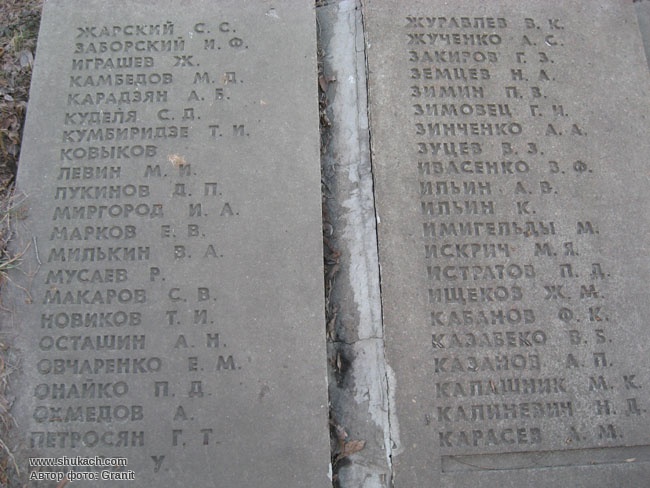 ЖАРСКИЙ С. С.
ЗАБОРСКИЙ И. Ф.
ИГРАШЕВ Ж.
КАМБЕДОВ М. Д.
КАРАДЗЯН А. Б.
КУДЕЛЯ С. Д.
КУМБИРИДЗЕ Т. И.
КОВЫКОВ
ЛЕВИН М. И.
ЛУКИНОВ Д. П.
МИРГОРОД И. А.
МАРКОВ Е. В.
МИЛЬКИН В. А.
МУСАЕВ Р.
МАКАРОВ С. В.
НОВИКОВ Т. И.
ОСТАШИН А. Н.
ОВЧАРЕНКО Е. М.
ОНАЙКО П. Д.
ОХМЕДОВ А.
ПЕТРОСЯН Г. Т.
У.
ЖУРАВЛЕВ В. К.
ЖУЧЕНКО А. С.
ЗАКИРОВ Г. З.
ЗЕМЦЕВ Н. А.
ЗИМИН П. В.
ЗИМОВЕЦ Г. И.
ЗИНЧЕНКО А. А.
ЗУЦЕВ В. З.
ИВАСЕНКО В. Ф.
ИЛЬИН А. В.
ИЛЬИН К.
ИМИГЕЛЬДЫ М.
ИСКРИЧ М. Я.
ИСТРАТОВ П. Д.
ИЩЕКОВ Ж. М.
КАБАНОВ Ф. К.
КАЗАБЕКО В. Б.
КАЗАНОВ А. П.
КАЛАШНИК М. К.
КАЛИНЕВИЧ Н. Д.
КАРАСЕВ А. М.
www.shukach.com
Автор фото: Granit